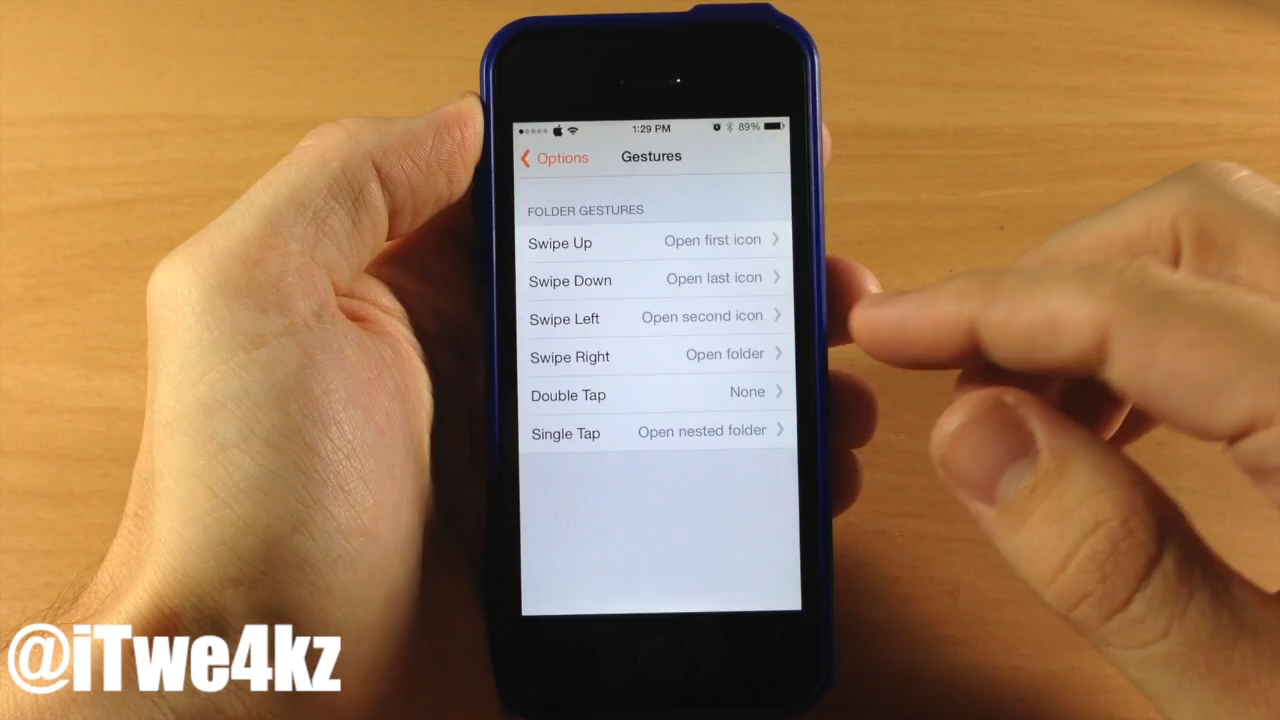 1:29 PM 89%
Options Gestures
FOLDER GESTURES
Swipe Up Open first icon
Swipe Down Open last icon
Swipe Left Open second icon
Swipe Right Open folder
Double Tap None
Single Tap Open nested folder
@iTwe4kz